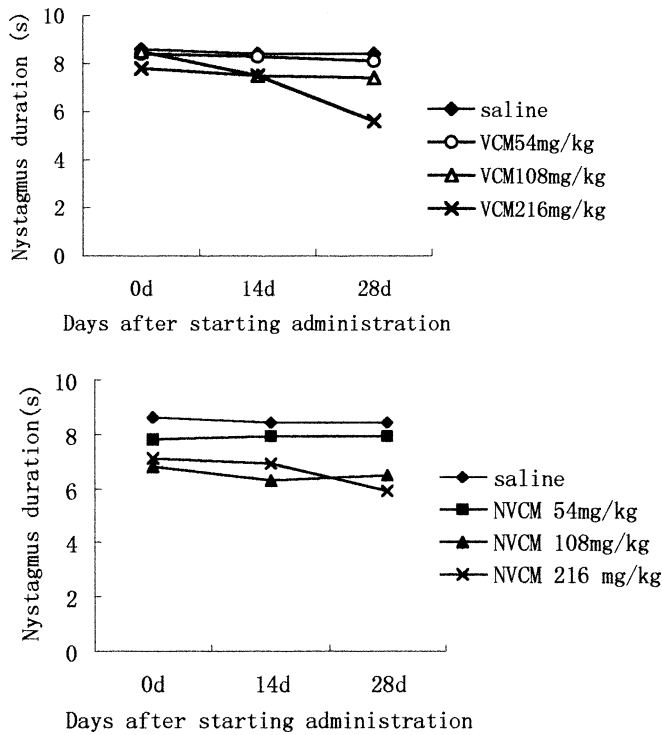 Nystagmus duration (s)
10
8
6
4
2
0
0d 14d 28d
Days after starting administration
saline
VCM54mg/kg
VCM108mg/kg
VCM216mg/kg
Nystagmus duration(s)
10
8
6
4
2
0
0d 14d 28d
Days after starting administration
saline
NVCM 54mg/kg
NVCM 108mg/kg
NVCM 216 mg/kg